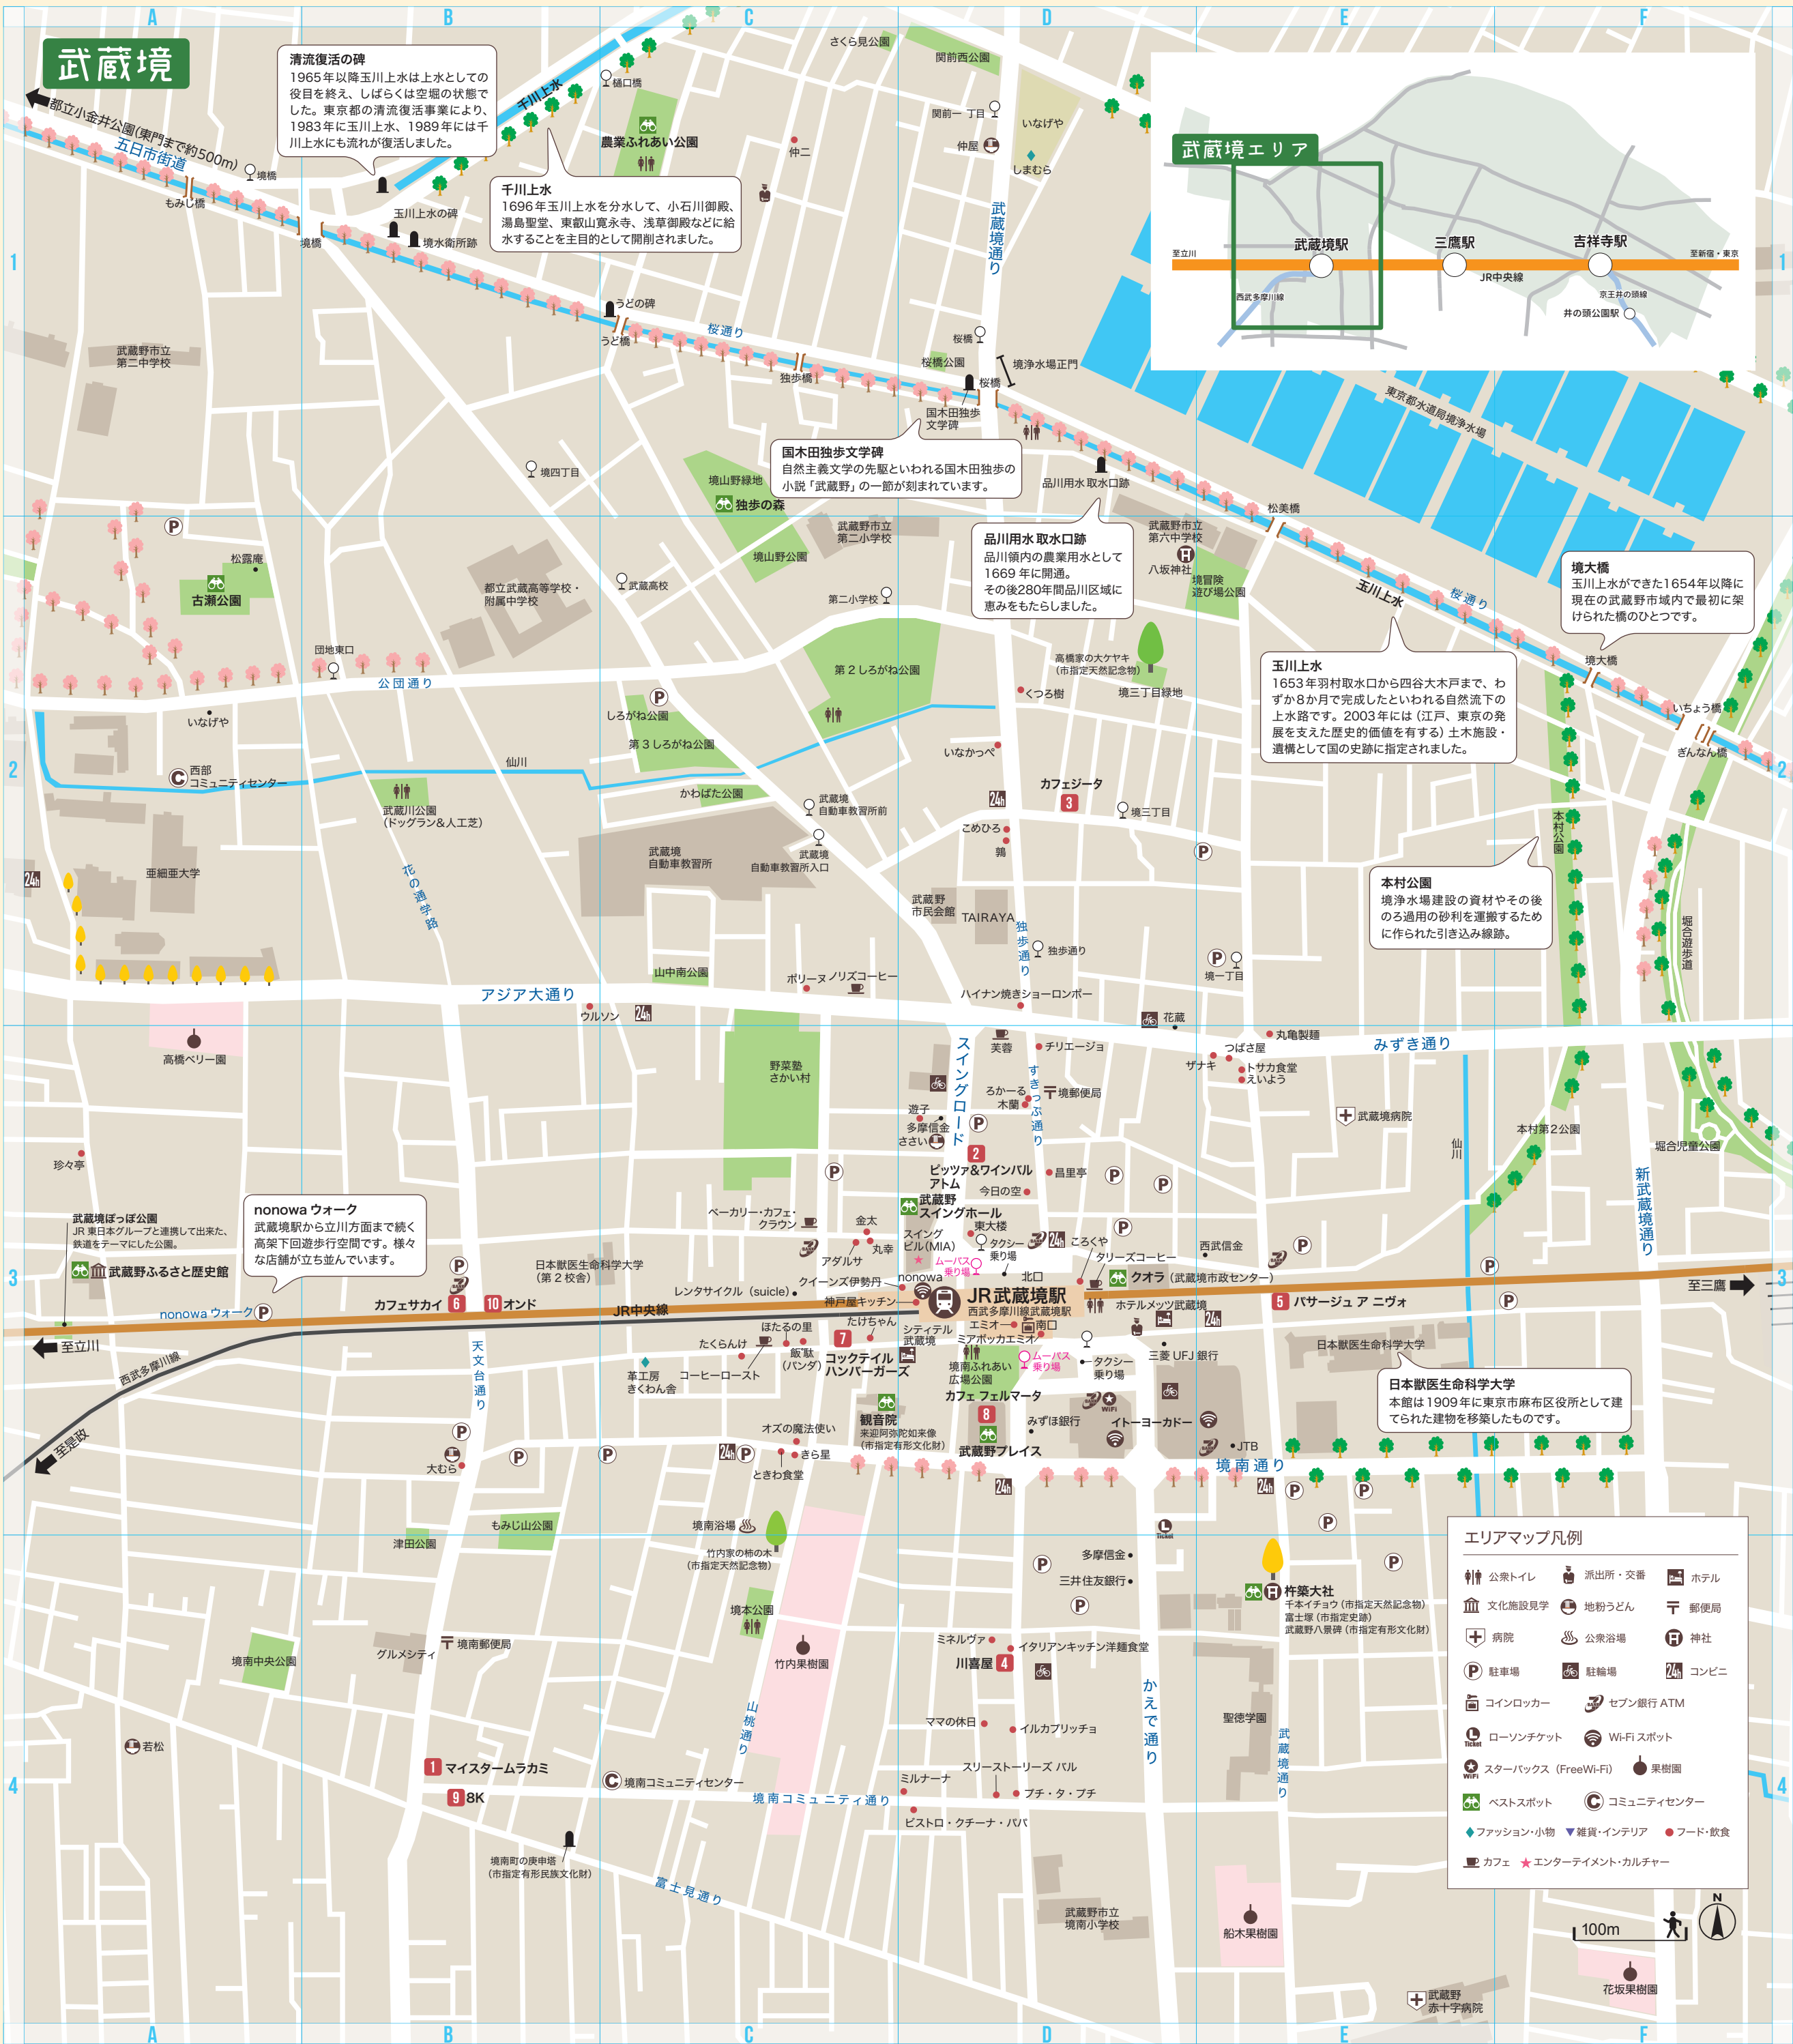 A
B
C
D
E
F
武蔵境
都立小金井公園(東門まで約500m)
五日市街道
清流復活の碑
1965年以降玉川上水は上水としての
役目を終え、しばらくは空堀の状態で
した。東京都の清流復活事業により、
1983年に玉川上水、1989年には千
川上水にも流れが復活しました。
千川上水
樋口橋
さくら見公園
関前西公園
農業ふれあい公園
仲二
関前一丁目
仲屋
いなげや
しまむら
境橋
もみじ橋
境橋
玉川上水の碑
境水衛所跡
千川上水
1696年玉川上水を分水して、小石川御殿、
湯島聖堂、東叡山寛永寺、浅草御殿などに給
水することを主目的として開削されました。
武蔵境通り
武蔵境エリア
至立川
武蔵境駅
三鷹駅
吉祥寺駅
至新宿・東京
JR中央線
西武多摩川線
京王井の頭線
井の頭公園駅
1
1
うどの碑
うど橋
桜通り
独歩橋
桜橋
桜橋公園
桜橋
境浄水場正門
国木田独歩
文学碑
武蔵野市立
第二中学校
東京都水道局境浄水場
国木田独歩文学碑
自然主義文学の先駆といわれる国木田独歩の
小説「武蔵野」の一節が刻まれています。
境四丁目
境山野緑地
独歩の森
品川用水 取水口跡
松美橋
武蔵野市立
第二小学校
境山野公園
品川用水 取水口跡
品川領内の農業用水として
1669年に開通。
その後280年間品川区域に
恵みをもたらしました。
武蔵野市立
第六中学校
八坂神社
境冒険
遊び場公園
松露庵
古瀬公園
都立武蔵高等学校・
附属中学校
武蔵高校
第二小学校
玉川上水
桜通り
境大橋
玉川上水ができた1654年以降に
現在の武蔵野市域内で最初に架
けられた橋のひとつです。
境大橋
団地東口
公団通り
第2しろがね公園
高橋家の大ケヤキ
(市指定天然記念物)
境三丁目緑地
玉川上水
1653年羽村取水口から四谷大木戸まで、わ
ずか8か月で完成したといわれる自然流下の
上水路です。2003年には(江戸、東京の発
展を支えた歴史的価値を有する)土木施設・
遺構として国の史跡に指定されました。
いちょう橋
ぎんなん橋
いなげや
しろがね公園
第3しろがね公園
くつろ樹
いなかっぺ
2
2
西部
コミュニティセンター
仙川
武蔵川公園
(ドッグラン&人工芝)
かわばた公園
武蔵境
自動車教習所前
カフェジータ
3
境三丁目
こめひろ
鶉
武蔵境
自動車教習所
武蔵境
自動車教習所入口
亜細亜大学
花の通学路
武蔵野
市民会館
TAIRAYA
独歩通り
独歩通り
本村公園
本村公園
境浄水場建設の資材やその後
のろ過用の砂利を運搬するため
に作られた引き込み線跡。
堀合遊歩道
境一丁目
山中南公園
ポリーヌ
ノリズコーヒー
アジア大通り
ウルソン
ハイナン焼きショーロンポー
花蔵
高橋ベリー園
野菜塾
さかい村
スイングロード
芙蓉
チリエージョ
すきっぷ通り
丸亀製麺
つばさ屋
ザナキ
トサカ食堂
えいよう
みずき通り
ろかーる
木蘭
境郵便局
遊子
多摩信金
ささい
武蔵境病院
仙川
本村第2公園
堀合児童公園
新武蔵境通り
珍々亭
2
ピッツァ&ワインバル
アトム
昌里亭
今日の空
武蔵野
スイングホール
ベーカリー・カフェ・
クラウン
金太
丸幸
アダルサ
スイング
ビル(MIA)
東大楼
タクシー
乗り場
ムーバス
乗り場
ころくや
タリーズコーヒー
西武信金
武蔵境ぽっぽ公園
JR東日本グループと連携して出来た、
鉄道をテーマにした公園。
武蔵野ふるさと歴史館
nonowa ウォーク
武蔵境駅から立川方面まで続く
高架下回遊歩行空間です。様々
な店舗が立ち並んでいます。
nonowa ウォーク
日本獣医生命科学大学
(第2校舎)
レンタサイクル(suicle)
クイーンズ伊勢丹
nonowa
北口
クオラ(武蔵境市政センター)
3
3
カフェサカイ 6
10 オンド
JR中央線
神戸屋キッチン
JR武蔵境駅
西武多摩川線武蔵境駅
エミオ
南口
ミアボッカエミオ
ホテルメッツ武蔵境
5 パサージュ ア ニヴォ
至三鷹
至立川
西武多摩川線
至是政
天文台通り
たくらんけ
ほたるの里
飯駄
(パンダ)
コーヒーロースト
革工房
きくわん舎
7
コックテイル
ハンバーガーズ
たけちゃん
シティテル
武蔵境
境南ふれあい
広場公園
ムーバス
乗り場
タクシー
乗り場
三菱UFJ銀行
日本獣医生命科学大学
日本獣医生命科学大学
本館は1909年に東京市麻布区役所として建
てられた建物を移築したものです。
観音院
来迎阿弥陀如来像
(市指定有形文化財)
カフェ フェルマータ
8
武蔵野プレイス
みずほ銀行
イトーヨーカドー
JTB
境南通り
オズの魔法使い
きら星
ときわ食堂
大むら
もみじ山公園
津田公園
境南浴場
竹内家の柿の木
(市指定天然記念物)
境本公園
竹内果樹園
多摩信金
三井住友銀行
杵築大社
千本イチョウ(市指定天然記念物)
富士塚(市指定史跡)
武蔵野八景碑(市指定有形文化財)
境南郵便局
グルメシティ
境南中央公園
若松
ミネルヴァ
イタリアンキッチン洋麺食堂
川喜屋 4
山桃通り
ママの休日
イルカプリッチョ
かえで通り
聖徳学園
武蔵境通り
4
4
1 マイスタームラカミ
9 8K
境南コミュニティセンター
境南コミュニティ通り
ミルナーナ
スリーストーリーズ バル
プチ・タ・プチ
ビストロ・クチーナ・パパ
境南町の庚申塔
(市指定有形民族文化財)
富士見通り
武蔵野市立
境南小学校
船木果樹園
武蔵野
赤十字病院
花坂果樹園
エリアマップ凡例
公衆トイレ
派出所・交番
ホテル
文化施設見学
地粉うどん
郵便局
病院
公衆浴場
神社
駐車場
駐輪場
コンビニ
コインロッカー
セブン銀行ATM
ローソンチケット
Wi-Fiスポット
スターバックス(FreeWi-Fi)
果樹園
ベストスポット
コミュニティセンター
ファッション・小物
雑貨・インテリア
フード・飲食
カフェ
エンターテイメント・カルチャー
100m
N
A
B
C
D
E
F